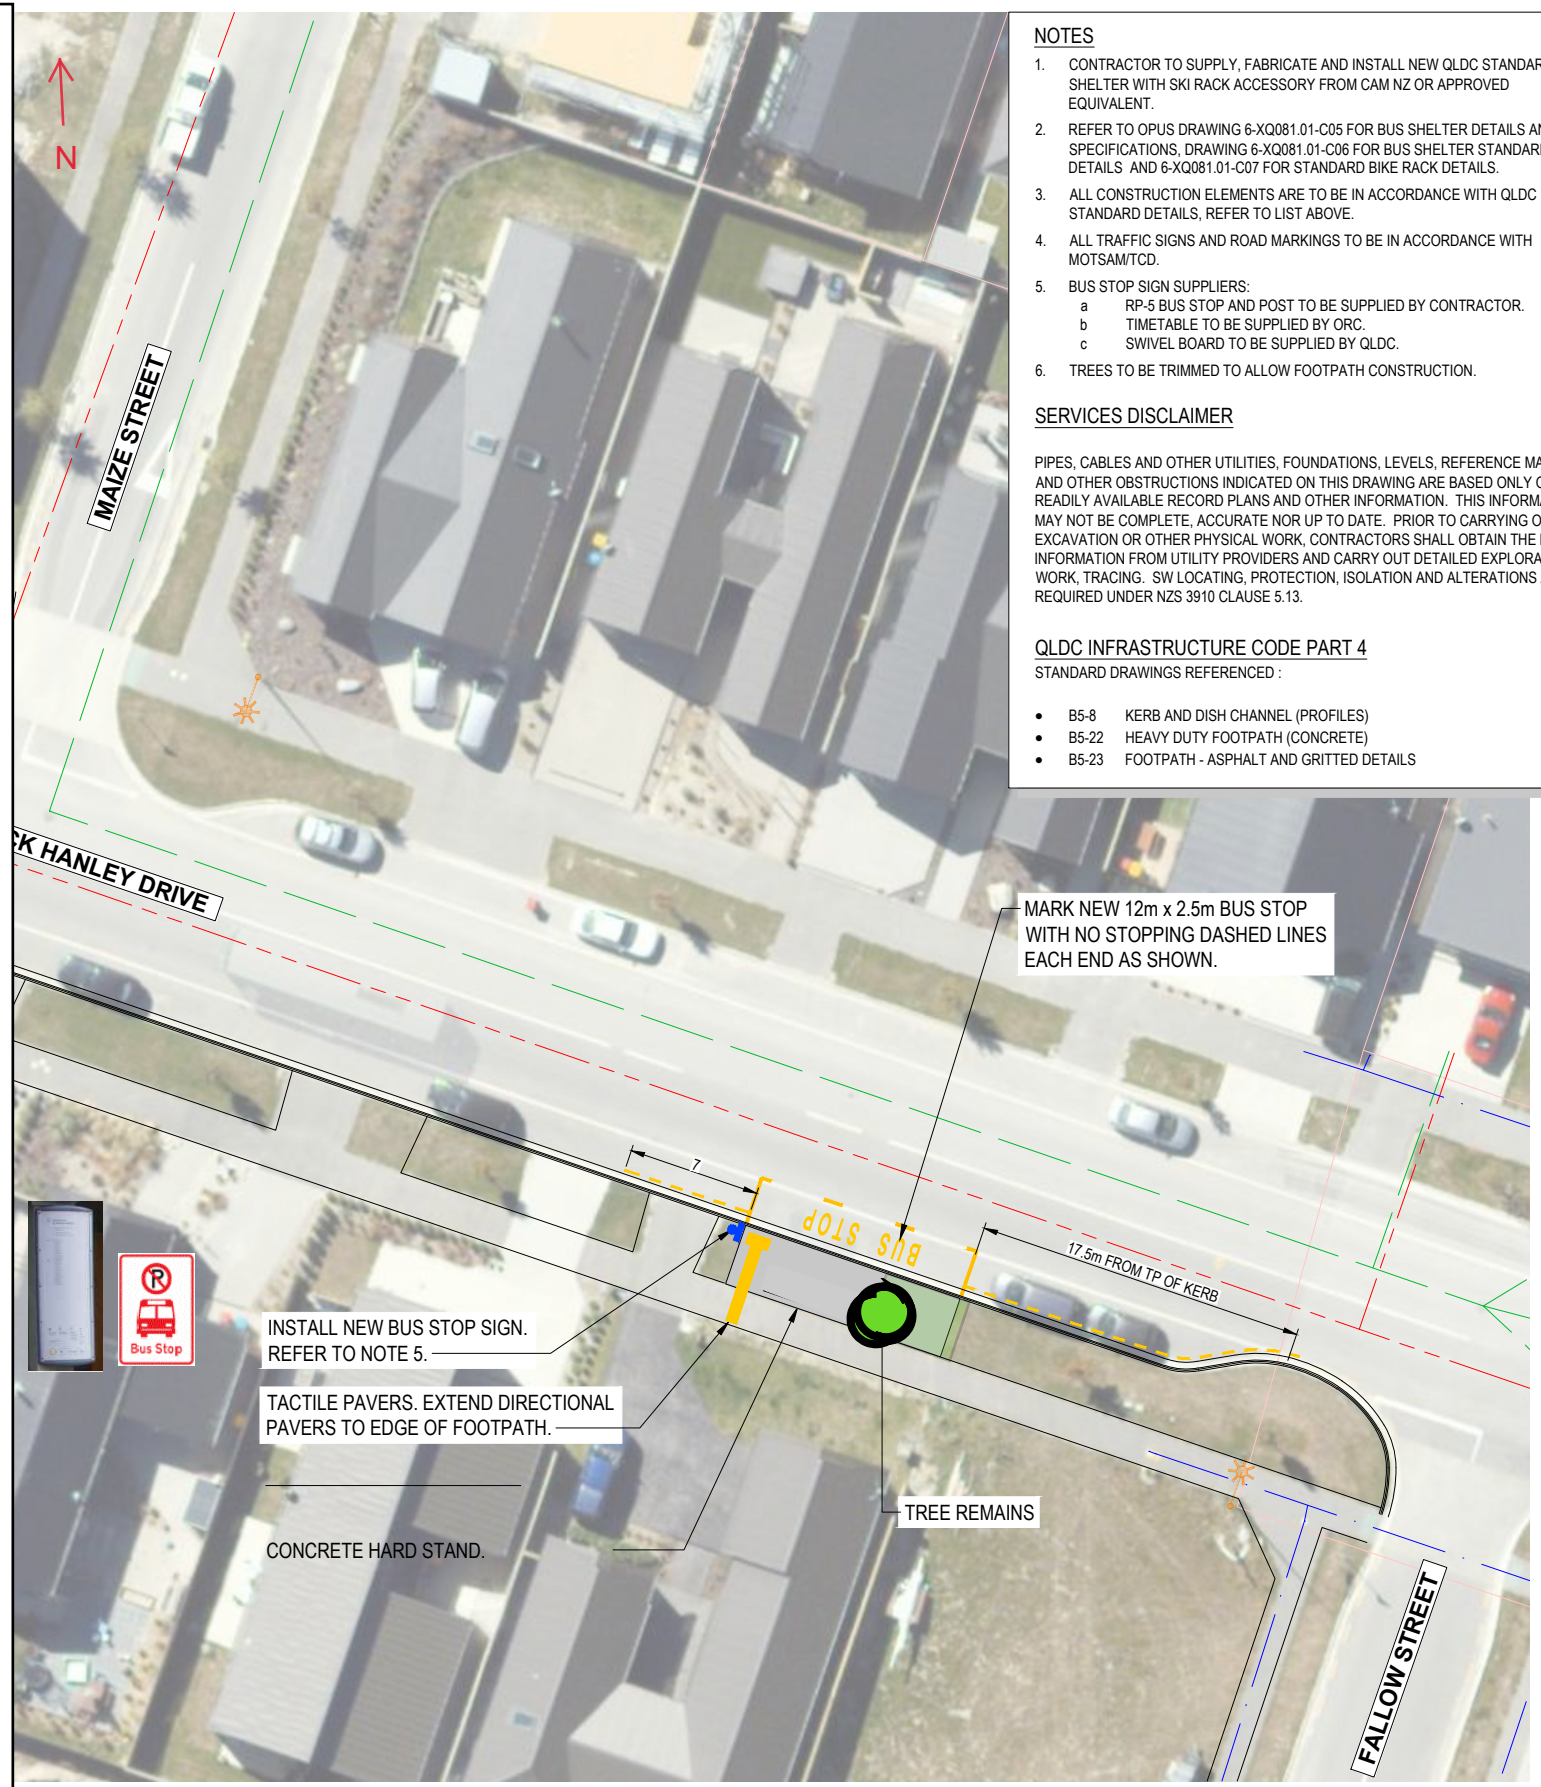 N
MAIZE STREET
CK HANLEY DRIVE
NOTES
1. CONTRACTOR TO SUPPLY, FABRICATE AND INSTALL NEW QLDC STANDAR
SHELTER WITH SKI RACK ACCESSORY FROM CAM NZ OR APPROVED
EQUIVALENT.
2. REFER TO OPUS DRAWING 6-XQ081.01-C05 FOR BUS SHELTER DETAILS AN
SPECIFICATIONS, DRAWING 6-XQ081.01-C06 FOR BUS SHELTER STANDARD
DETAILS AND 6-XQ081.01-C07 FOR STANDARD BIKE RACK DETAILS.
3. ALL CONSTRUCTION ELEMENTS ARE TO BE IN ACCORDANCE WITH QLDC
STANDARD DETAILS, REFER TO LIST ABOVE.
4. ALL TRAFFIC SIGNS AND ROAD MARKINGS TO BE IN ACCORDANCE WITH
MOTSAM/TCD.
5. BUS STOP SIGN SUPPLIERS:
a RP-5 BUS STOP AND POST TO BE SUPPLIED BY CONTRACTOR.
b TIMETABLE TO BE SUPPLIED BY ORC.
c SWIVEL BOARD TO BE SUPPLIED BY QLDC.
6. TREES TO BE TRIMMED TO ALLOW FOOTPATH CONSTRUCTION.
SERVICES DISCLAIMER
PIPES, CABLES AND OTHER UTILITIES, FOUNDATIONS, LEVELS, REFERENCE MA
AND OTHER OBSTRUCTIONS INDICATED ON THIS DRAWING ARE BASED ONLY O
READILY AVAILABLE RECORD PLANS AND OTHER INFORMATION. THIS INFORMA
MAY NOT BE COMPLETE, ACCURATE NOR UP TO DATE. PRIOR TO CARRYING O
EXCAVATION OR OTHER PHYSICAL WORK, CONTRACTORS SHALL OBTAIN THE
INFORMATION FROM UTILITY PROVIDERS AND CARRY OUT DETAILED EXPLORA
WORK, TRACING. SW LOCATING, PROTECTION, ISOLATION AND ALTERATIONS
REQUIRED UNDER NZS 3910 CLAUSE 5.13.
QLDC INFRASTRUCTURE CODE PART 4
STANDARD DRAWINGS REFERENCED :
• B5-8 KERB AND DISH CHANNEL (PROFILES)
• B5-22 HEAVY DUTY FOOTPATH (CONCRETE)
• B5-23 FOOTPATH - ASPHALT AND GRITTED DETAILS
MARK NEW 12m x 2.5m BUS STOP
WITH NO STOPPING DASHED LINES
EACH END AS SHOWN.
7
BUS STOP
17.5m FROM TP OF KERB
P
Bus Stop
INSTALL NEW BUS STOP SIGN.
REFER TO NOTE 5.
TACTILE PAVERS. EXTEND DIRECTIONAL
PAVERS TO EDGE OF FOOTPATH.
CONCRETE HARD STAND.
TREE REMAINS
FALLOW STREET